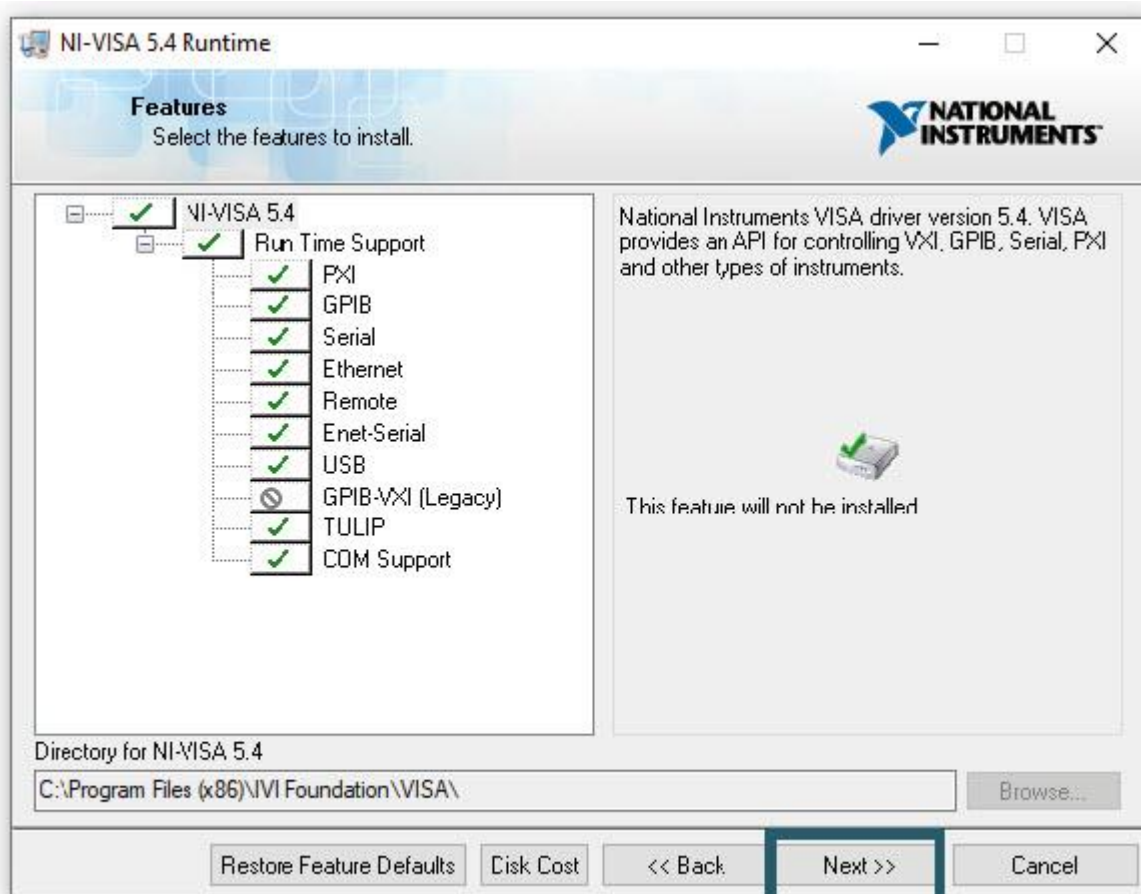 NI-VISA 5.4 Runtime
Features
Select the features to install.
NATIONAL
INSTRUMENTS
NI-VISA 5.4
Run Time Support
PXI
GPIB
Serial
Ethernet
Remote
Enet-Serial
USB
GPIB-VXI (Legacy)
TULIP
COM Support
National Instruments VISA driver version 5.4. VISA
provides an API for controlling VXI, GPIB, Serial, PXI
and other types of instruments.
This feature will not be installed
Directory for NI-VISA 5.4
C:\Program Files (x86)\IVI Foundation\VISA\
Browse...
Restore Feature Defaults
Disk Cost
<< Back
Next >>
Cancel